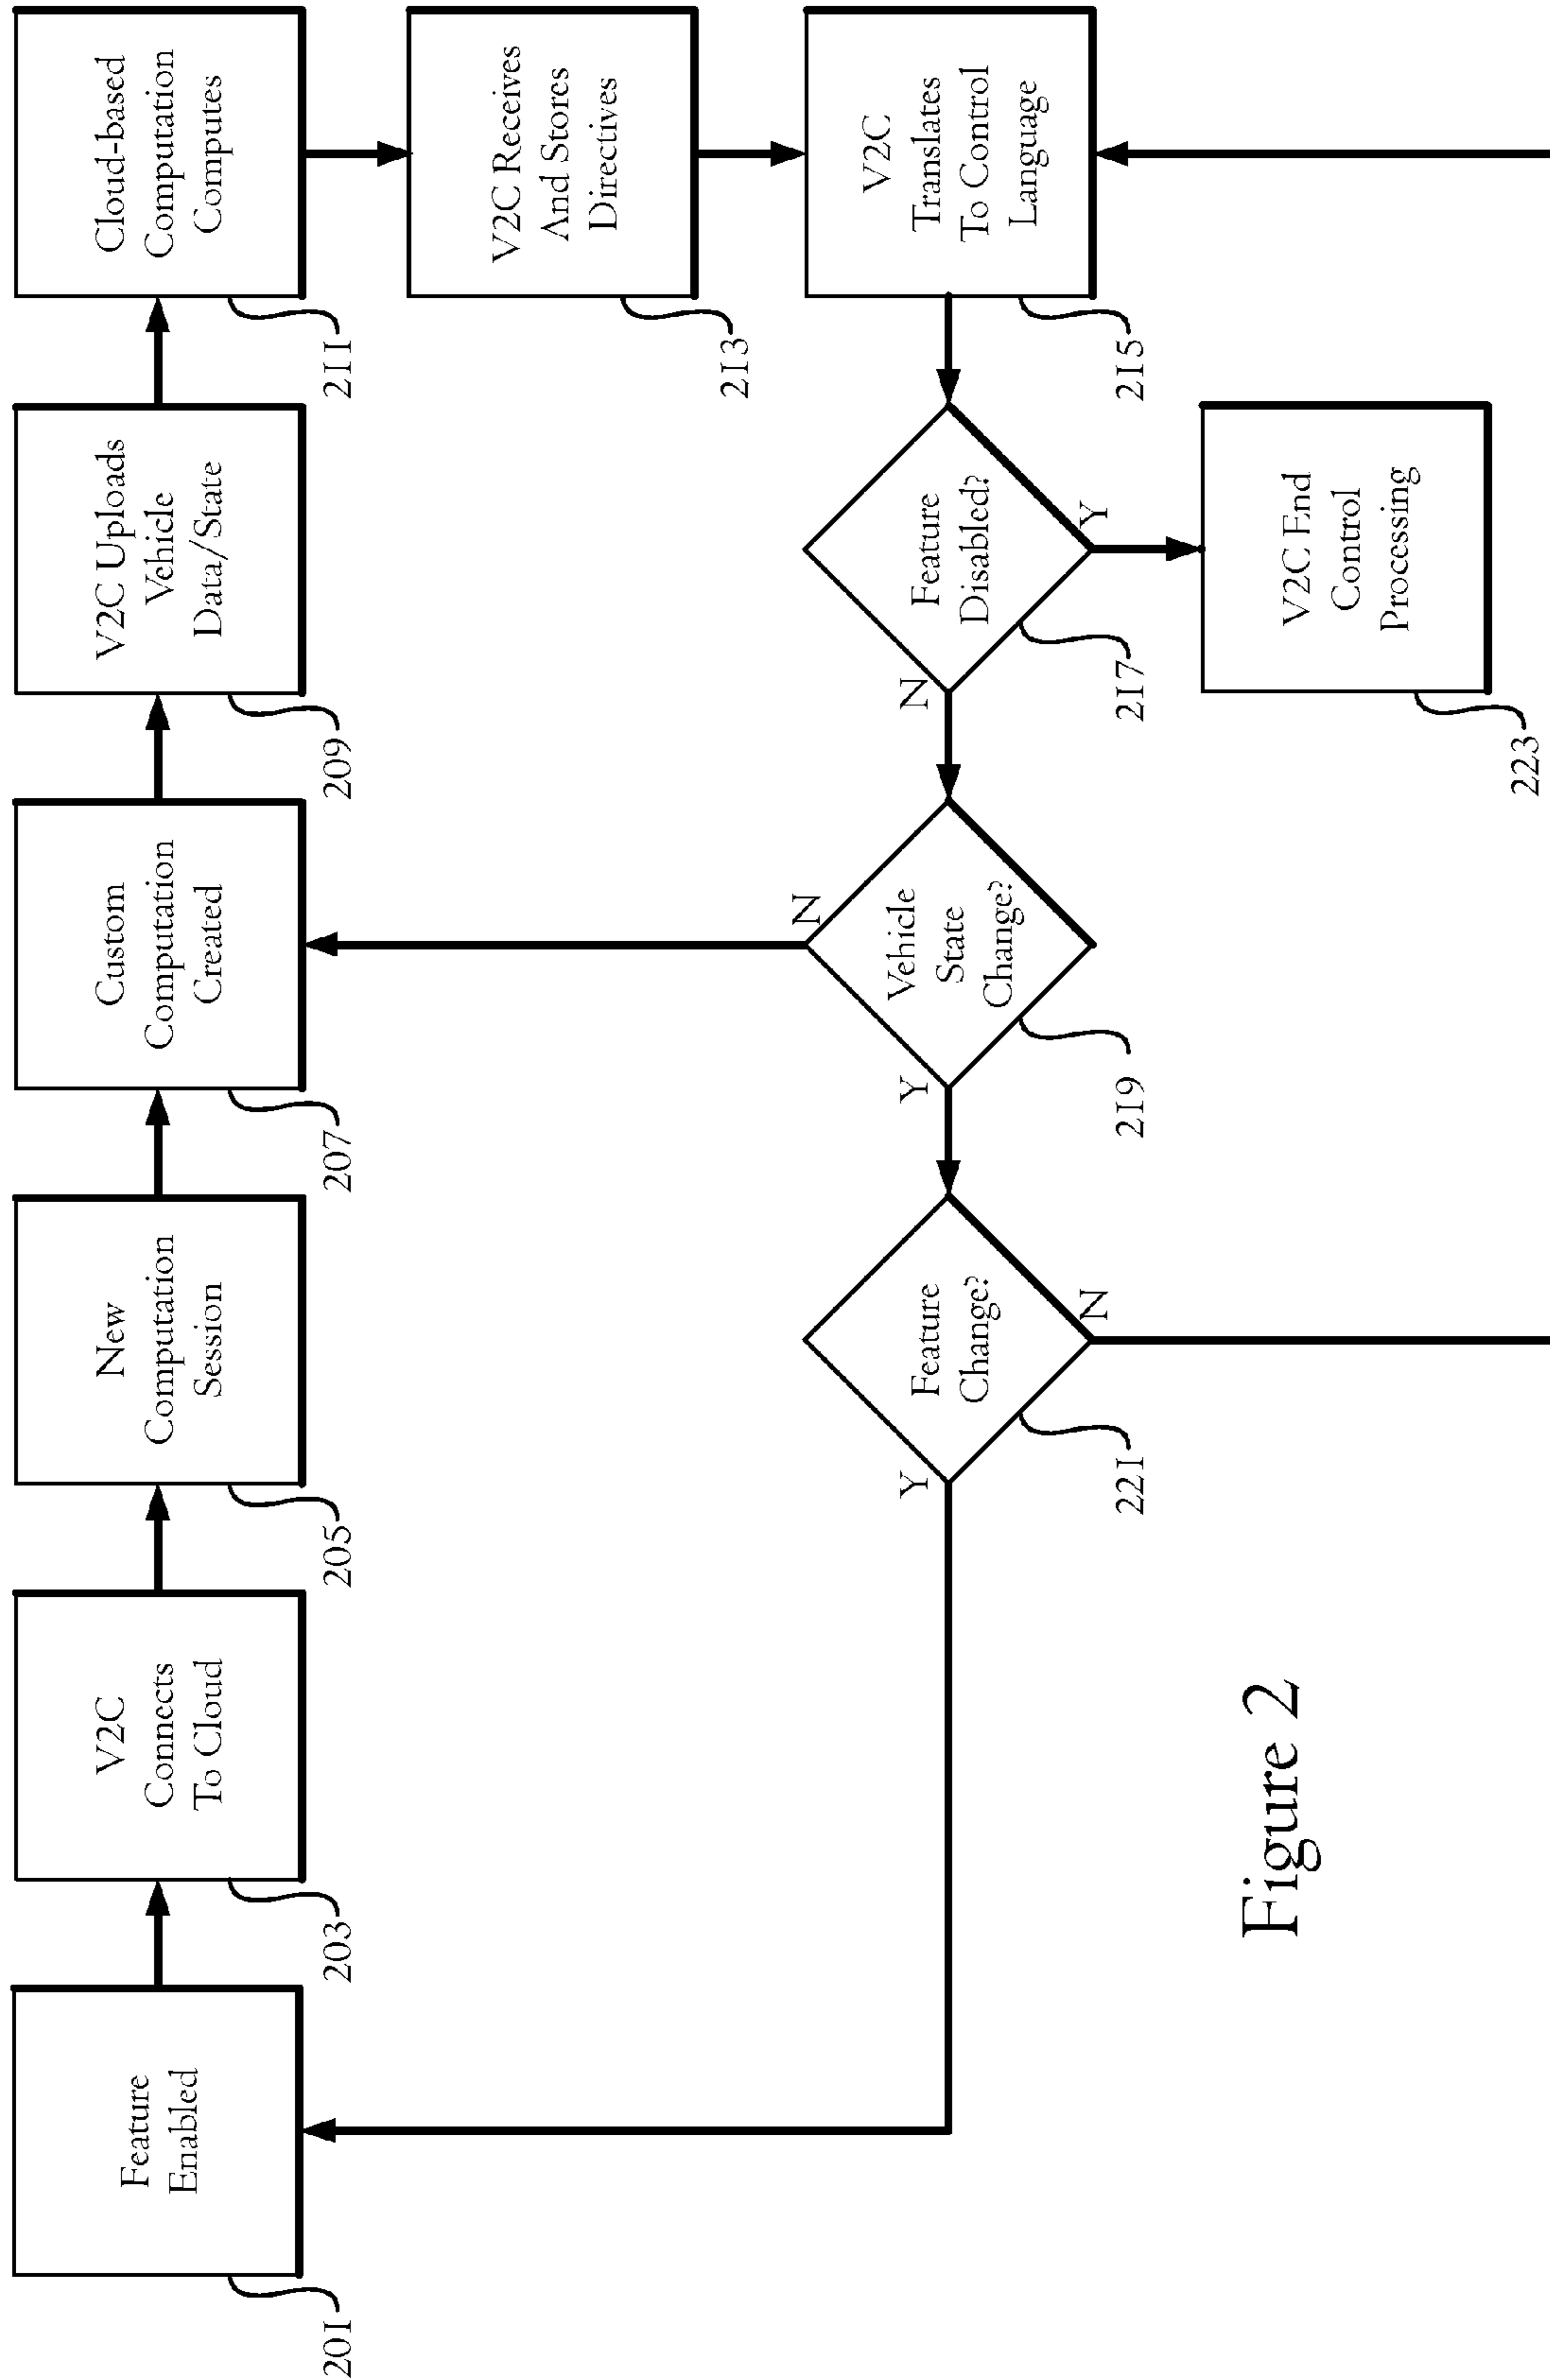 Feature
Enabled
201
V2C
Connects
To Cloud
203
New
Computation
Session
205
Custom
Computation
Created
207
V2C Uploads
Vehicle
Data/State
209
Cloud-based
Computation
Computes
211
V2C Receives
And Stores
Directives
213
V2C
Translates
To Control
Language
215
Feature
Disabled?
N
Y
217
Vehicle
State
Change?
N
Y
219
Feature
Change?
Y
N
221
V2C End
Control
Processing
223
Figure 2